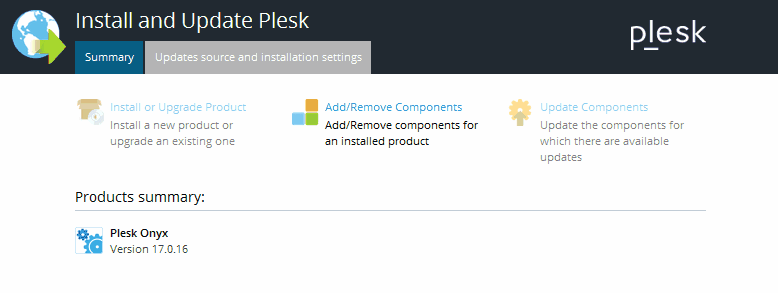 Install and Update Plesk
plesk
Summary
Updates source and installation settings
Install or Upgrade Product
Install a new product or
upgrade an existing one
Add/Remove Components
Add/Remove components for
an installed product
Update Components
Update the components for
which there are available
updates
Products summary:
Plesk Onyx
Version 17.0.16